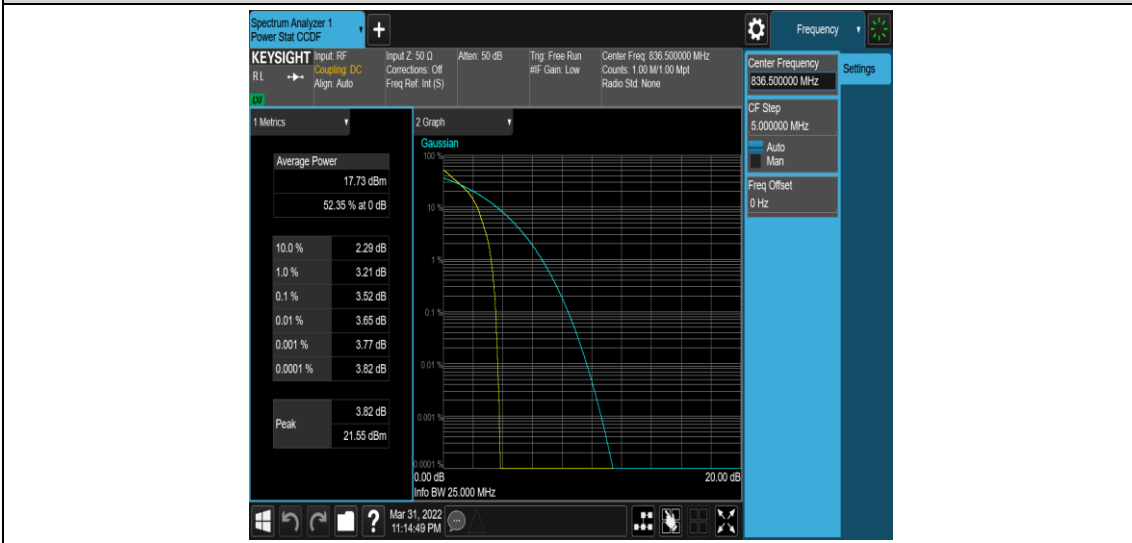 Spectrum Analyzer 1
Power Stat CCDF
+
Frequency
KEYSIGHT
Input: RF
Coupling: DC
Align: Auto
Input Z: 50 Ω
Corrections: Off
Freq Ref: Int (S)
Atten: 50 dB
Trig: Free Run
#IF Gain: Low
Center Freq: 836.500000 MHz
Counts: 1.00 M/1.00 Mpt
Radio Std: None
R L
LXI
Center Frequency
836.500000 MHz
Settings
CF Step
5.000000 MHz
Auto
Man
Freq Offset
0 Hz
1 Metrics
Average Power
17.73 dBm
52.35 % at 0 dB
10.0 % 2.29 dB
1.0 % 3.21 dB
0.1 % 3.52 dB
0.01 % 3.65 dB
0.001 % 3.77 dB
0.0001 % 3.82 dB
Peak
3.82 dB
21.55 dBm
2 Graph
Gaussian
100 %
10 %
1 %
0.1 %
0.01 %
0.001 %
0.0001 %
0.00 dB
20.00 dB
Info BW 25.000 MHz
?
Mar 31, 2022
11:14:49 PM